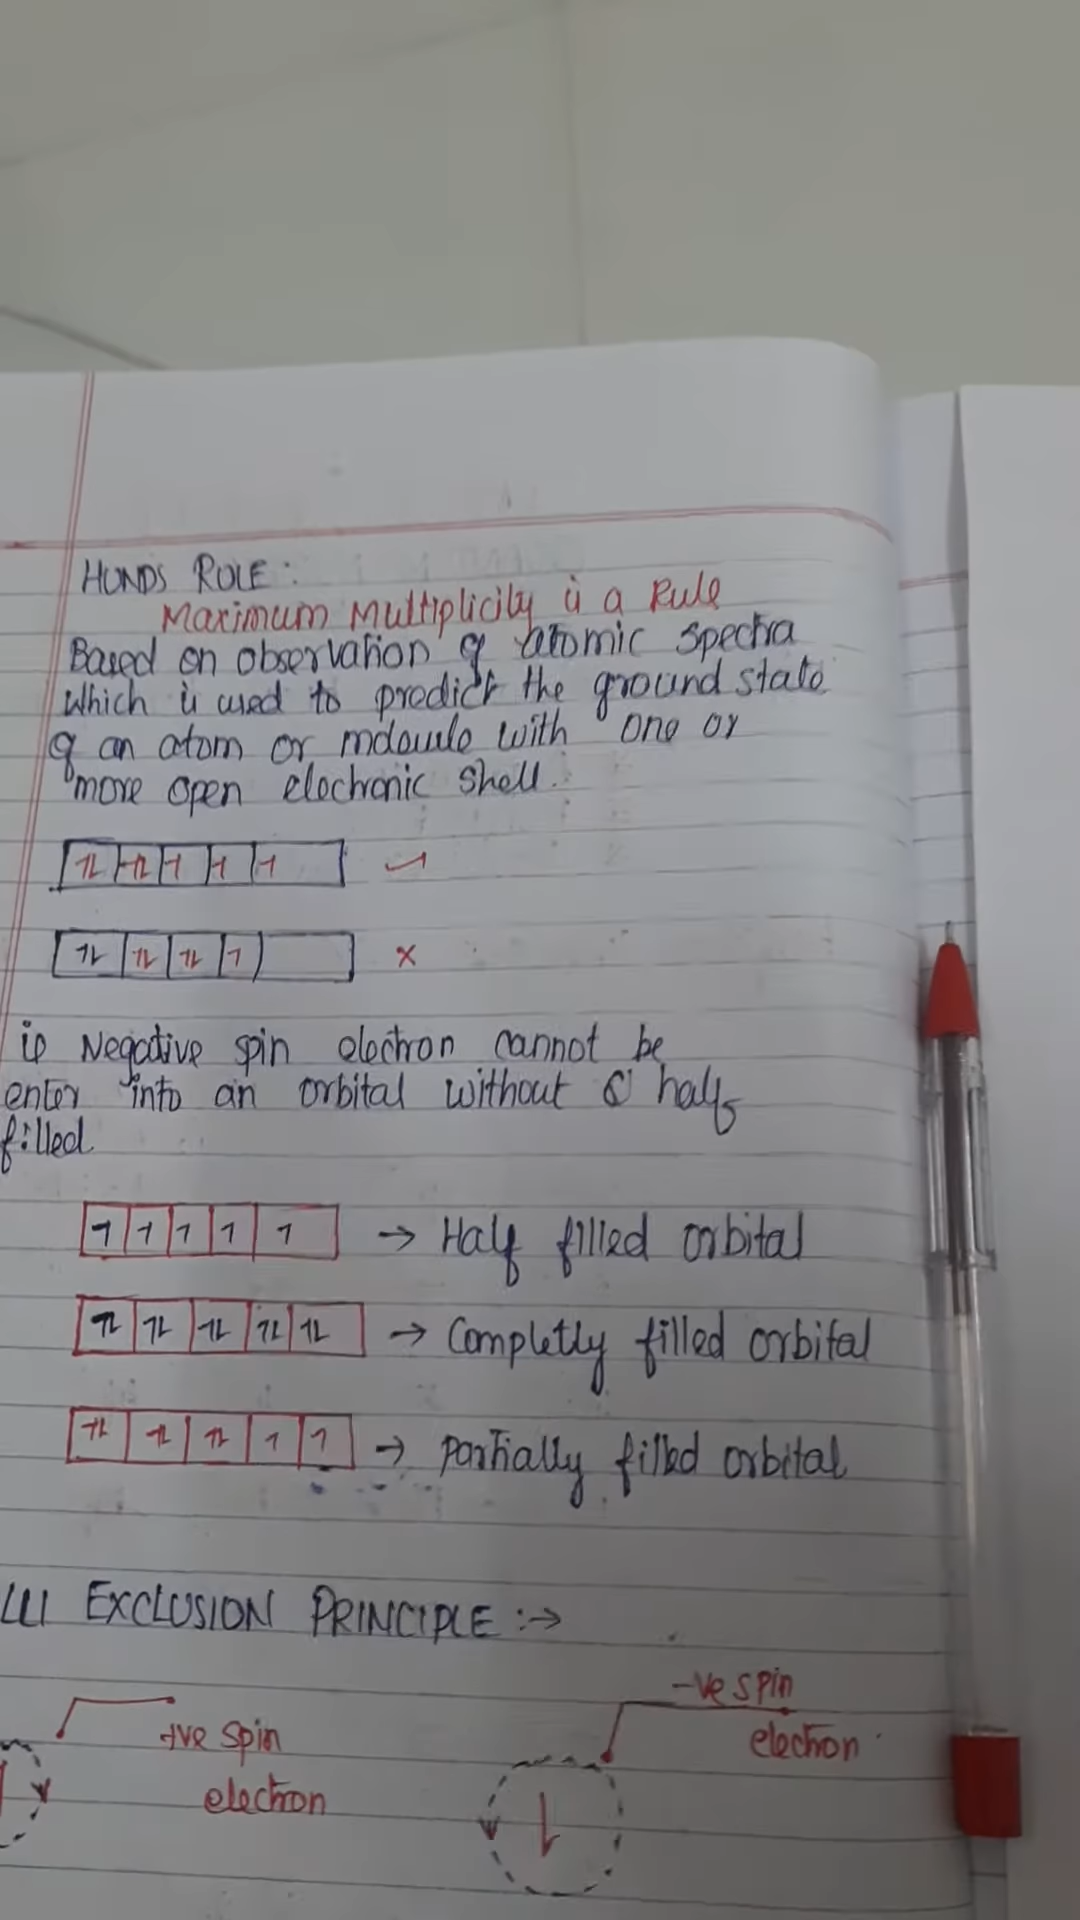 HUNDS RULE :
Maximum Multiplicity is a Rule
Based on observation of atomic spectra
which is used to predict the ground state
of an atom or molecule with one or
more open electronic shell.
↿⇂ ↿⇂ ↿ ↿ ↿ ✓
↿⇂ ↿⇂ ↿⇂ ↿ ×
ie Negative spin electron cannot be
enter into an orbital without half
filled
↿ ↿ ↿ ↿ ↿ → Half filled orbital
↿⇂ ↿⇂ ↿⇂ ↿⇂ ↿⇂ → Completly filled orbital
↿⇂ ↿⇂ ↿⇂ ↿ ↿ → partially filled orbital
EXCLUSION PRINCIPLE :→
+ve spin
electron
-ve spin
electron